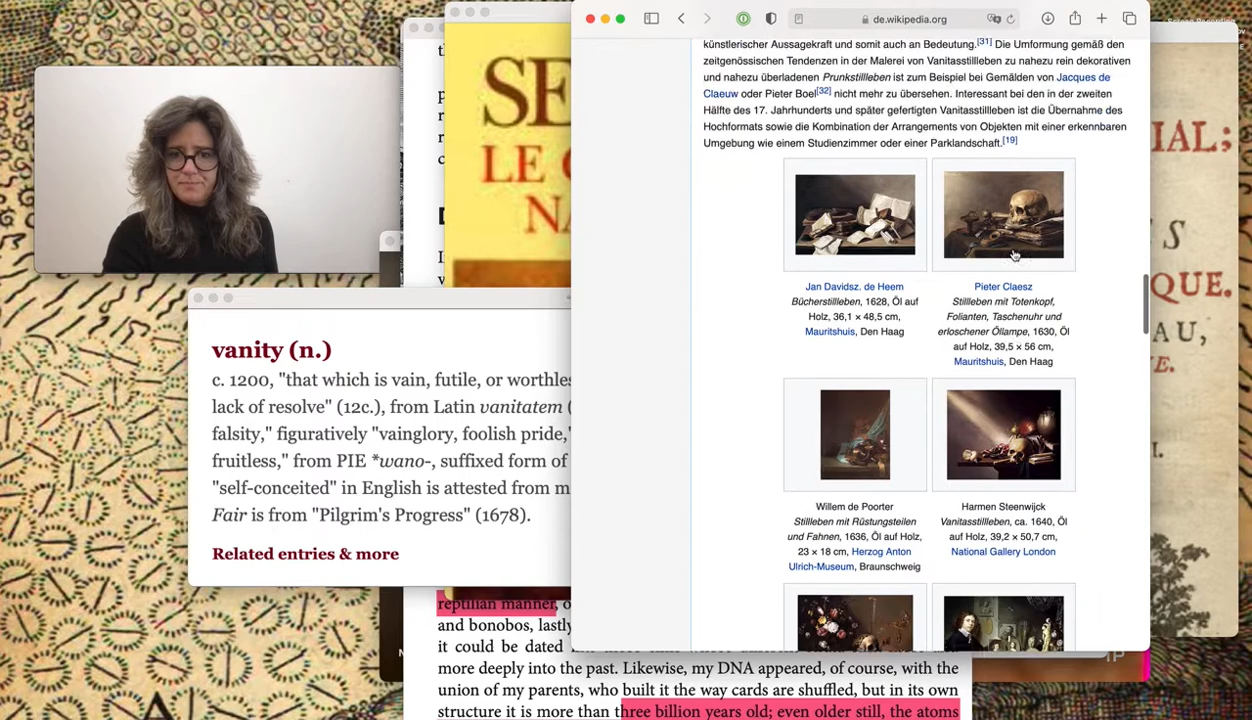 de.wikipedia.org
künstlerischer Aussagekraft und somit auch an Bedeutung.[31] Die Umformung gemäß den
zeitgenössischen Tendenzen in der Malerei von Vanitasstillleben zu nahezu rein dekorativen
und nahezu überladenen Prunkstillleben ist zum Beispiel bei Gemälden von Jacques de
Claeuw oder Pieter Boel[32] nicht mehr zu übersehen. Interessant bei den in der zweiten
Hälfte des 17. Jahrhunderts und später gefertigten Vanitasstillleben ist die Übernahme des
Hochformats sowie die Kombination der Arrangements von Objekten mit einer erkennbaren
Umgebung wie einem Studienzimmer oder einer Parklandschaft.[19]
Jan Davidsz. de Heem
Bücherstillleben, 1628, Öl auf
Holz, 36,1 × 48,5 cm,
Mauritshuis, Den Haag
Pieter Claesz
Stillleben mit Totenkopf,
Folianten, Taschenuhr und
erloschener Öllampe, 1630, Öl
auf Holz, 39,5 × 56 cm,
Mauritshuis, Den Haag
Willem de Poorter
Stillleben mit Rüstungsteilen
und Fahnen, 1636, Öl auf Holz,
23 × 18 cm, Herzog Anton
Ulrich-Museum, Braunschweig
Harmen Steenwijck
Vanitasstillleben, ca. 1640, Öl
auf Holz, 39,2 × 50,7 cm,
National Gallery London
SE
LE
NA
IAL;
S
QUE.
AU,
E.
vanity (n.)
c. 1200, "that which is vain, futile, or worthles
lack of resolve" (12c.), from Latin vanitatem (
falsity," figuratively "vainglory, foolish pride,"
fruitless," from PIE *wano-, suffixed form of
"self-conceited" in English is attested from m
Fair is from "Pilgrim's Progress" (1678).
Related entries & more
reptilian manner, o
and bonobos, lastly
it could be dated
more deeply into the past. Likewise, my DNA appeared, of course, with the
union of my parents, who built it the way cards are shuffled, but in its own
structure it is more than three billion years old; even older still, the atoms